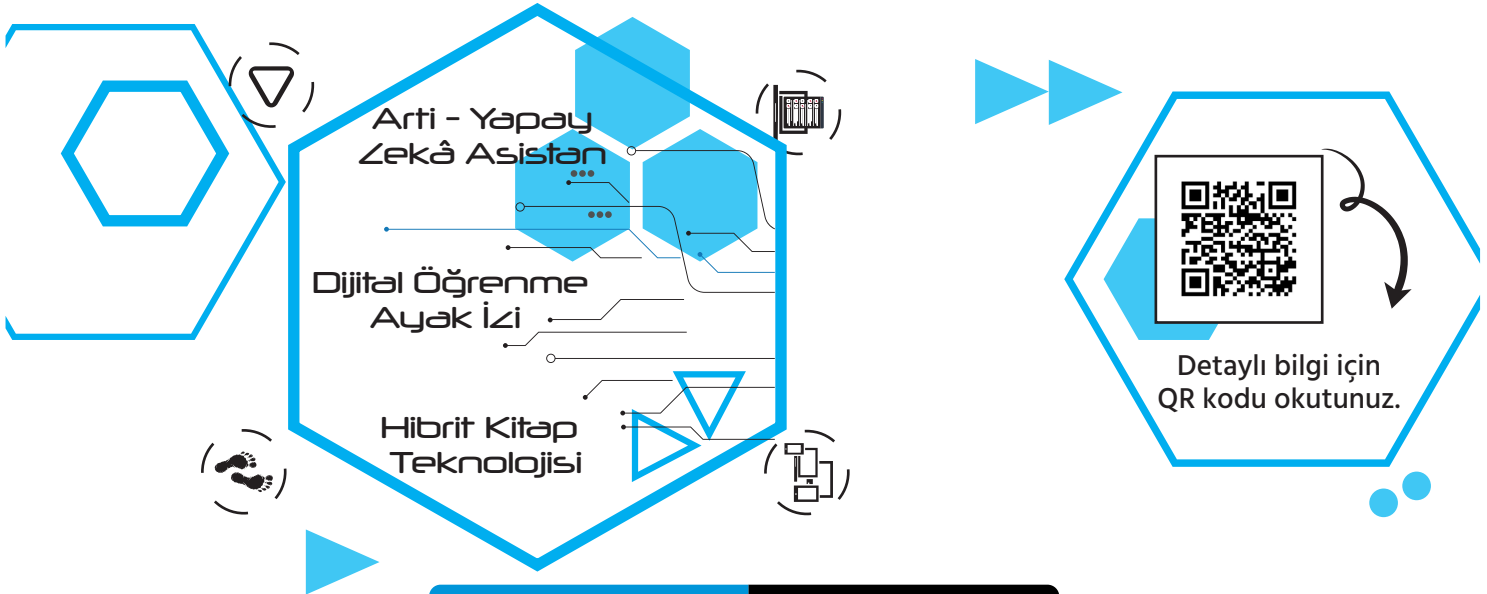 Arti - Yapay
Zekâ Asistan
Dijital Öğrenme
Ayak İzi
Hibrit Kitap
Teknolojisi
Detaylı bilgi için
QR kodu okutunuz.